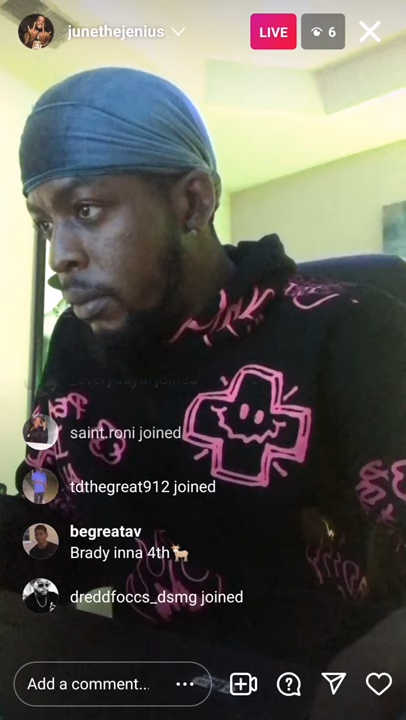 junethejenius
LIVE
6
saint.roni joined
tdthegreat912 joined
begreatav
Brady inna 4th🐐
dreddfoccs_dsmg joined
Add a comment...